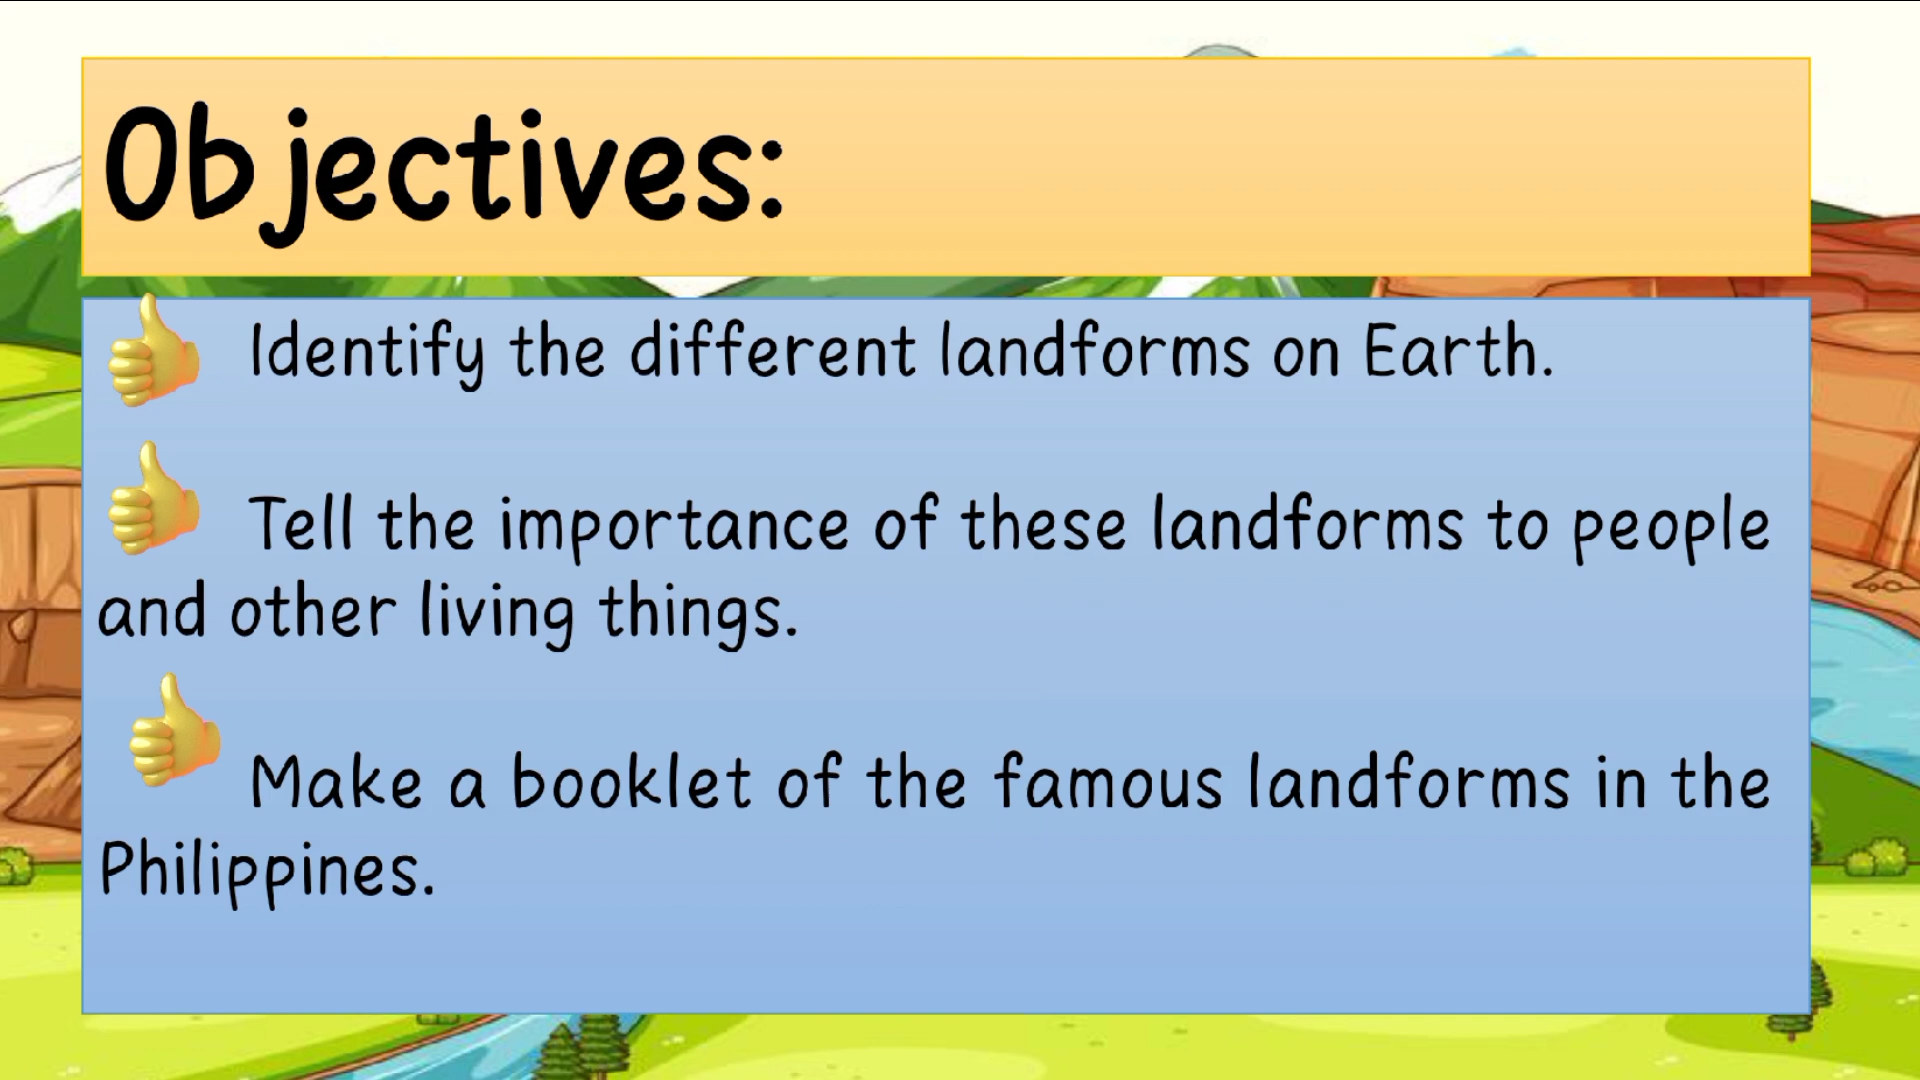 Objectives:
Identify the different landforms on Earth.
Tell the importance of these landforms to people
and other living things.
Make a booklet of the famous landforms in the
Philippines.